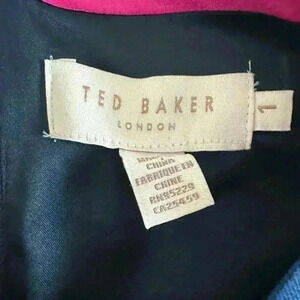 TED BAKER
LONDON
1
MADE IN
CHINA
FABRIQUE EN
CHINE
RN95229
CA25459